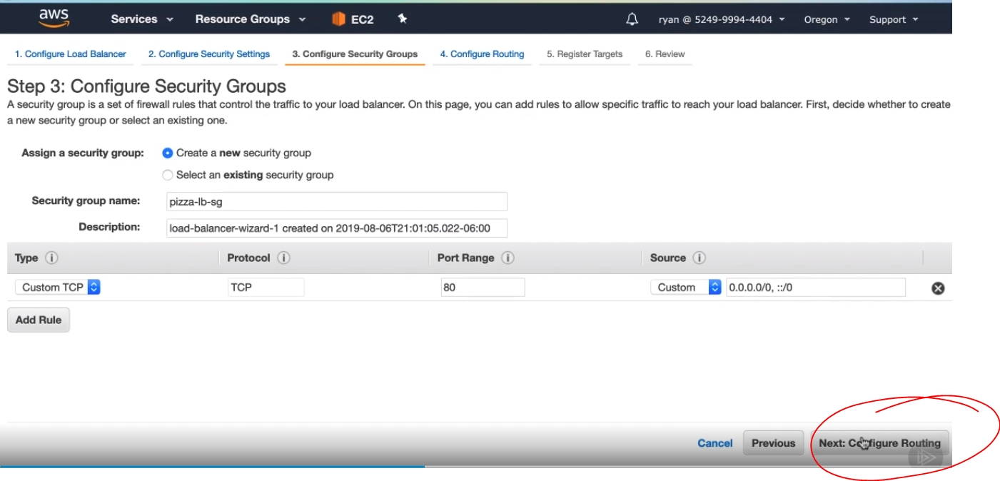 aws Services Resource Groups EC2 ryan @ 5249-9994-4404 Oregon Support
1. Configure Load Balancer 2. Configure Security Settings 3. Configure Security Groups 4. Configure Routing 5. Register Targets 6. Review
Step 3: Configure Security Groups
A security group is a set of firewall rules that control the traffic to your load balancer. On this page, you can add rules to allow specific traffic to reach your load balancer. First, decide whether to create
a new security group or select an existing one.
Assign a security group: Create a new security group
Select an existing security group
Security group name: pizza-lb-sg
Description: load-balancer-wizard-1 created on 2019-08-06T21:01:05.022-06:00
Type i Protocol i Port Range i Source i
Custom TCP TCP 80 Custom 0.0.0.0/0, ::/0
Add Rule
Cancel Previous Next: Configure Routing